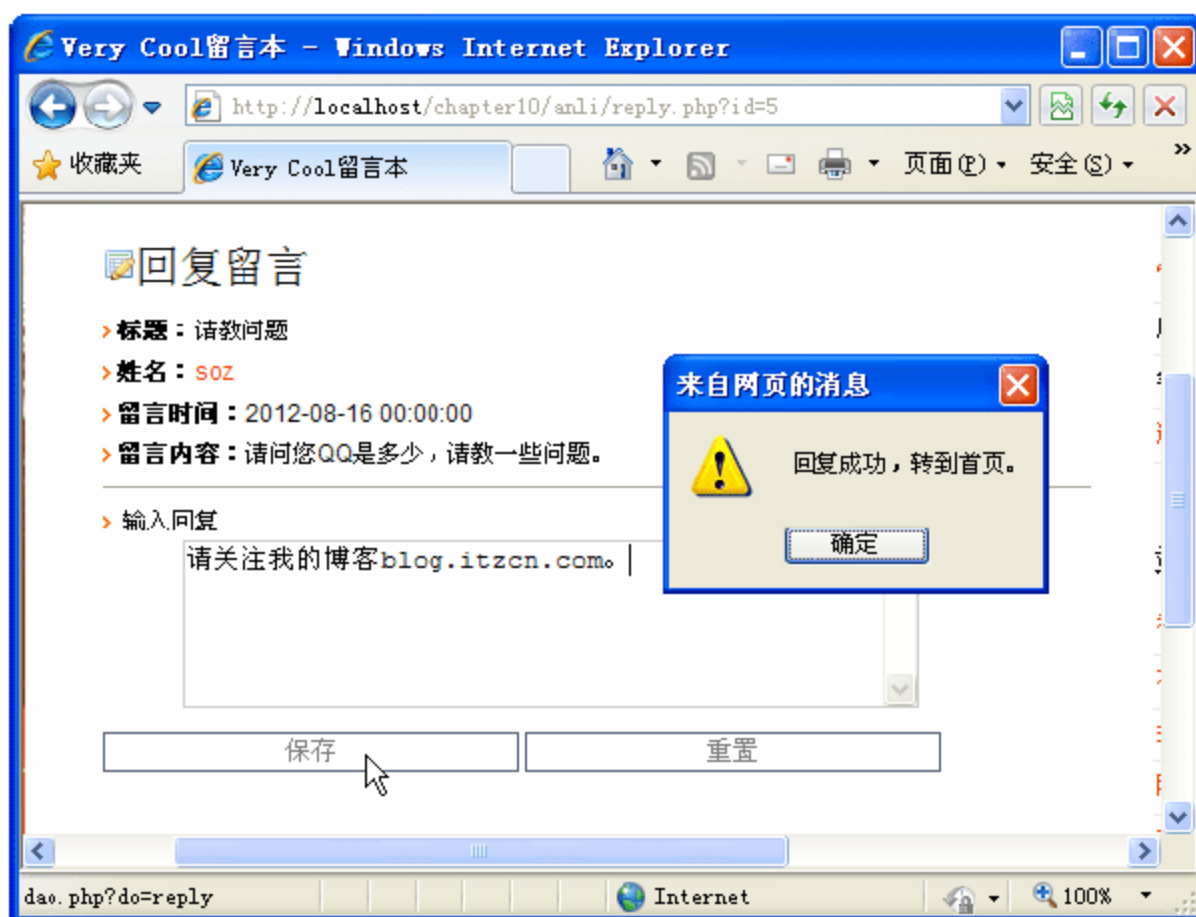 Very Cool留言本 - Windows Internet Explorer
http://localhost/chapter10/anli/reply.php?id=5
收藏夹 Very Cool留言本 页面(P) 安全(S) »
回复留言
标题：请教问题
姓名：soz
留言时间：2012-08-16 00:00:00
留言内容：请问您QQ是多少，请教一些问题。
输入回复
请关注我的博客blog.itzcn.com。
保存 重置
来自网页的消息
回复成功，转到首页。
确定
dao.php?do=reply Internet 100%